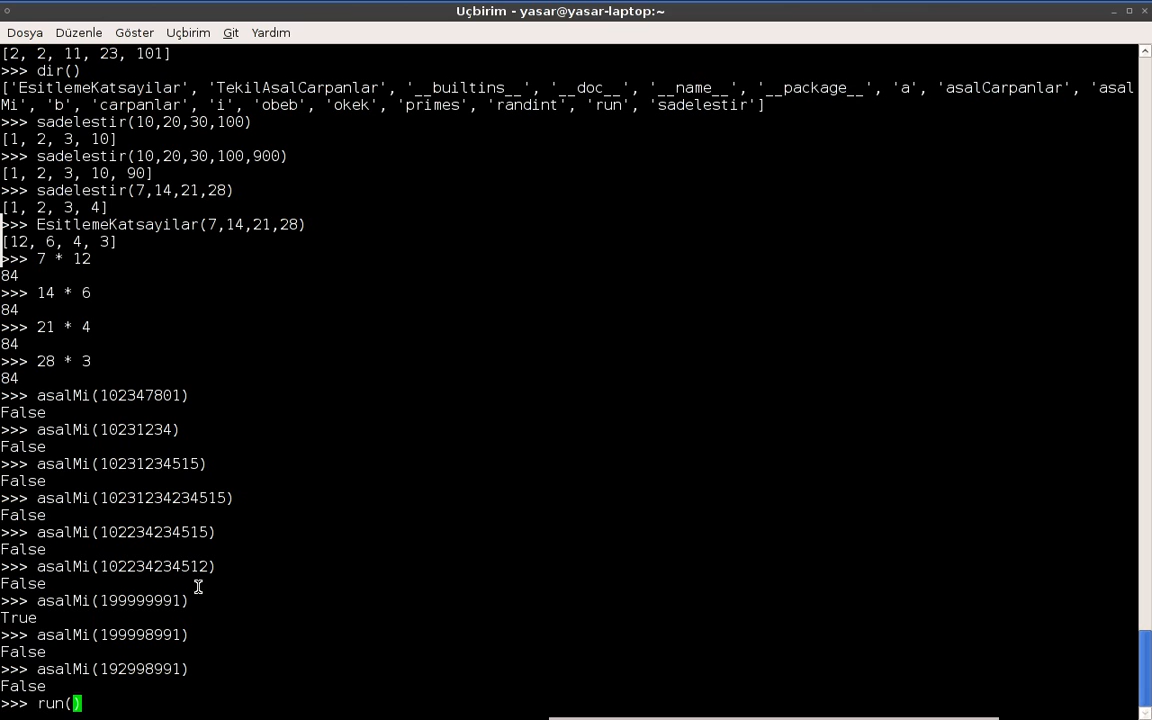 Uçbirim - yasar@yasar-laptop:~
Dosya Düzenle Göster Uçbirim Git Yardım
[2, 2, 11, 23, 101]
>>> dir()
['EsitlemeKatsayilar', 'TekilAsalCarpanlar', '__builtins__', '__doc__', '__name__', '__package__', 'a', 'asalCarpanlar', 'asal
Mi', 'b', 'carpanlar', 'i', 'obeb', 'okek', 'primes', 'randint', 'run', 'sadelestir']
>>> sadelestir(10,20,30,100)
[1, 2, 3, 10]
>>> sadelestir(10,20,30,100,900)
[1, 2, 3, 10, 90]
>>> sadelestir(7,14,21,28)
[1, 2, 3, 4]
>>> EsitlemeKatsayilar(7,14,21,28)
[12, 6, 4, 3]
>>> 7 * 12
84
>>> 14 * 6
84
>>> 21 * 4
84
>>> 28 * 3
84
>>> asalMi(102347801)
False
>>> asalMi(10231234)
False
>>> asalMi(10231234515)
False
>>> asalMi(10231234234515)
False
>>> asalMi(102234234515)
False
>>> asalMi(102234234512)
False
>>> asalMi(199999991)
True
>>> asalMi(199998991)
False
>>> asalMi(192998991)
False
>>> run()